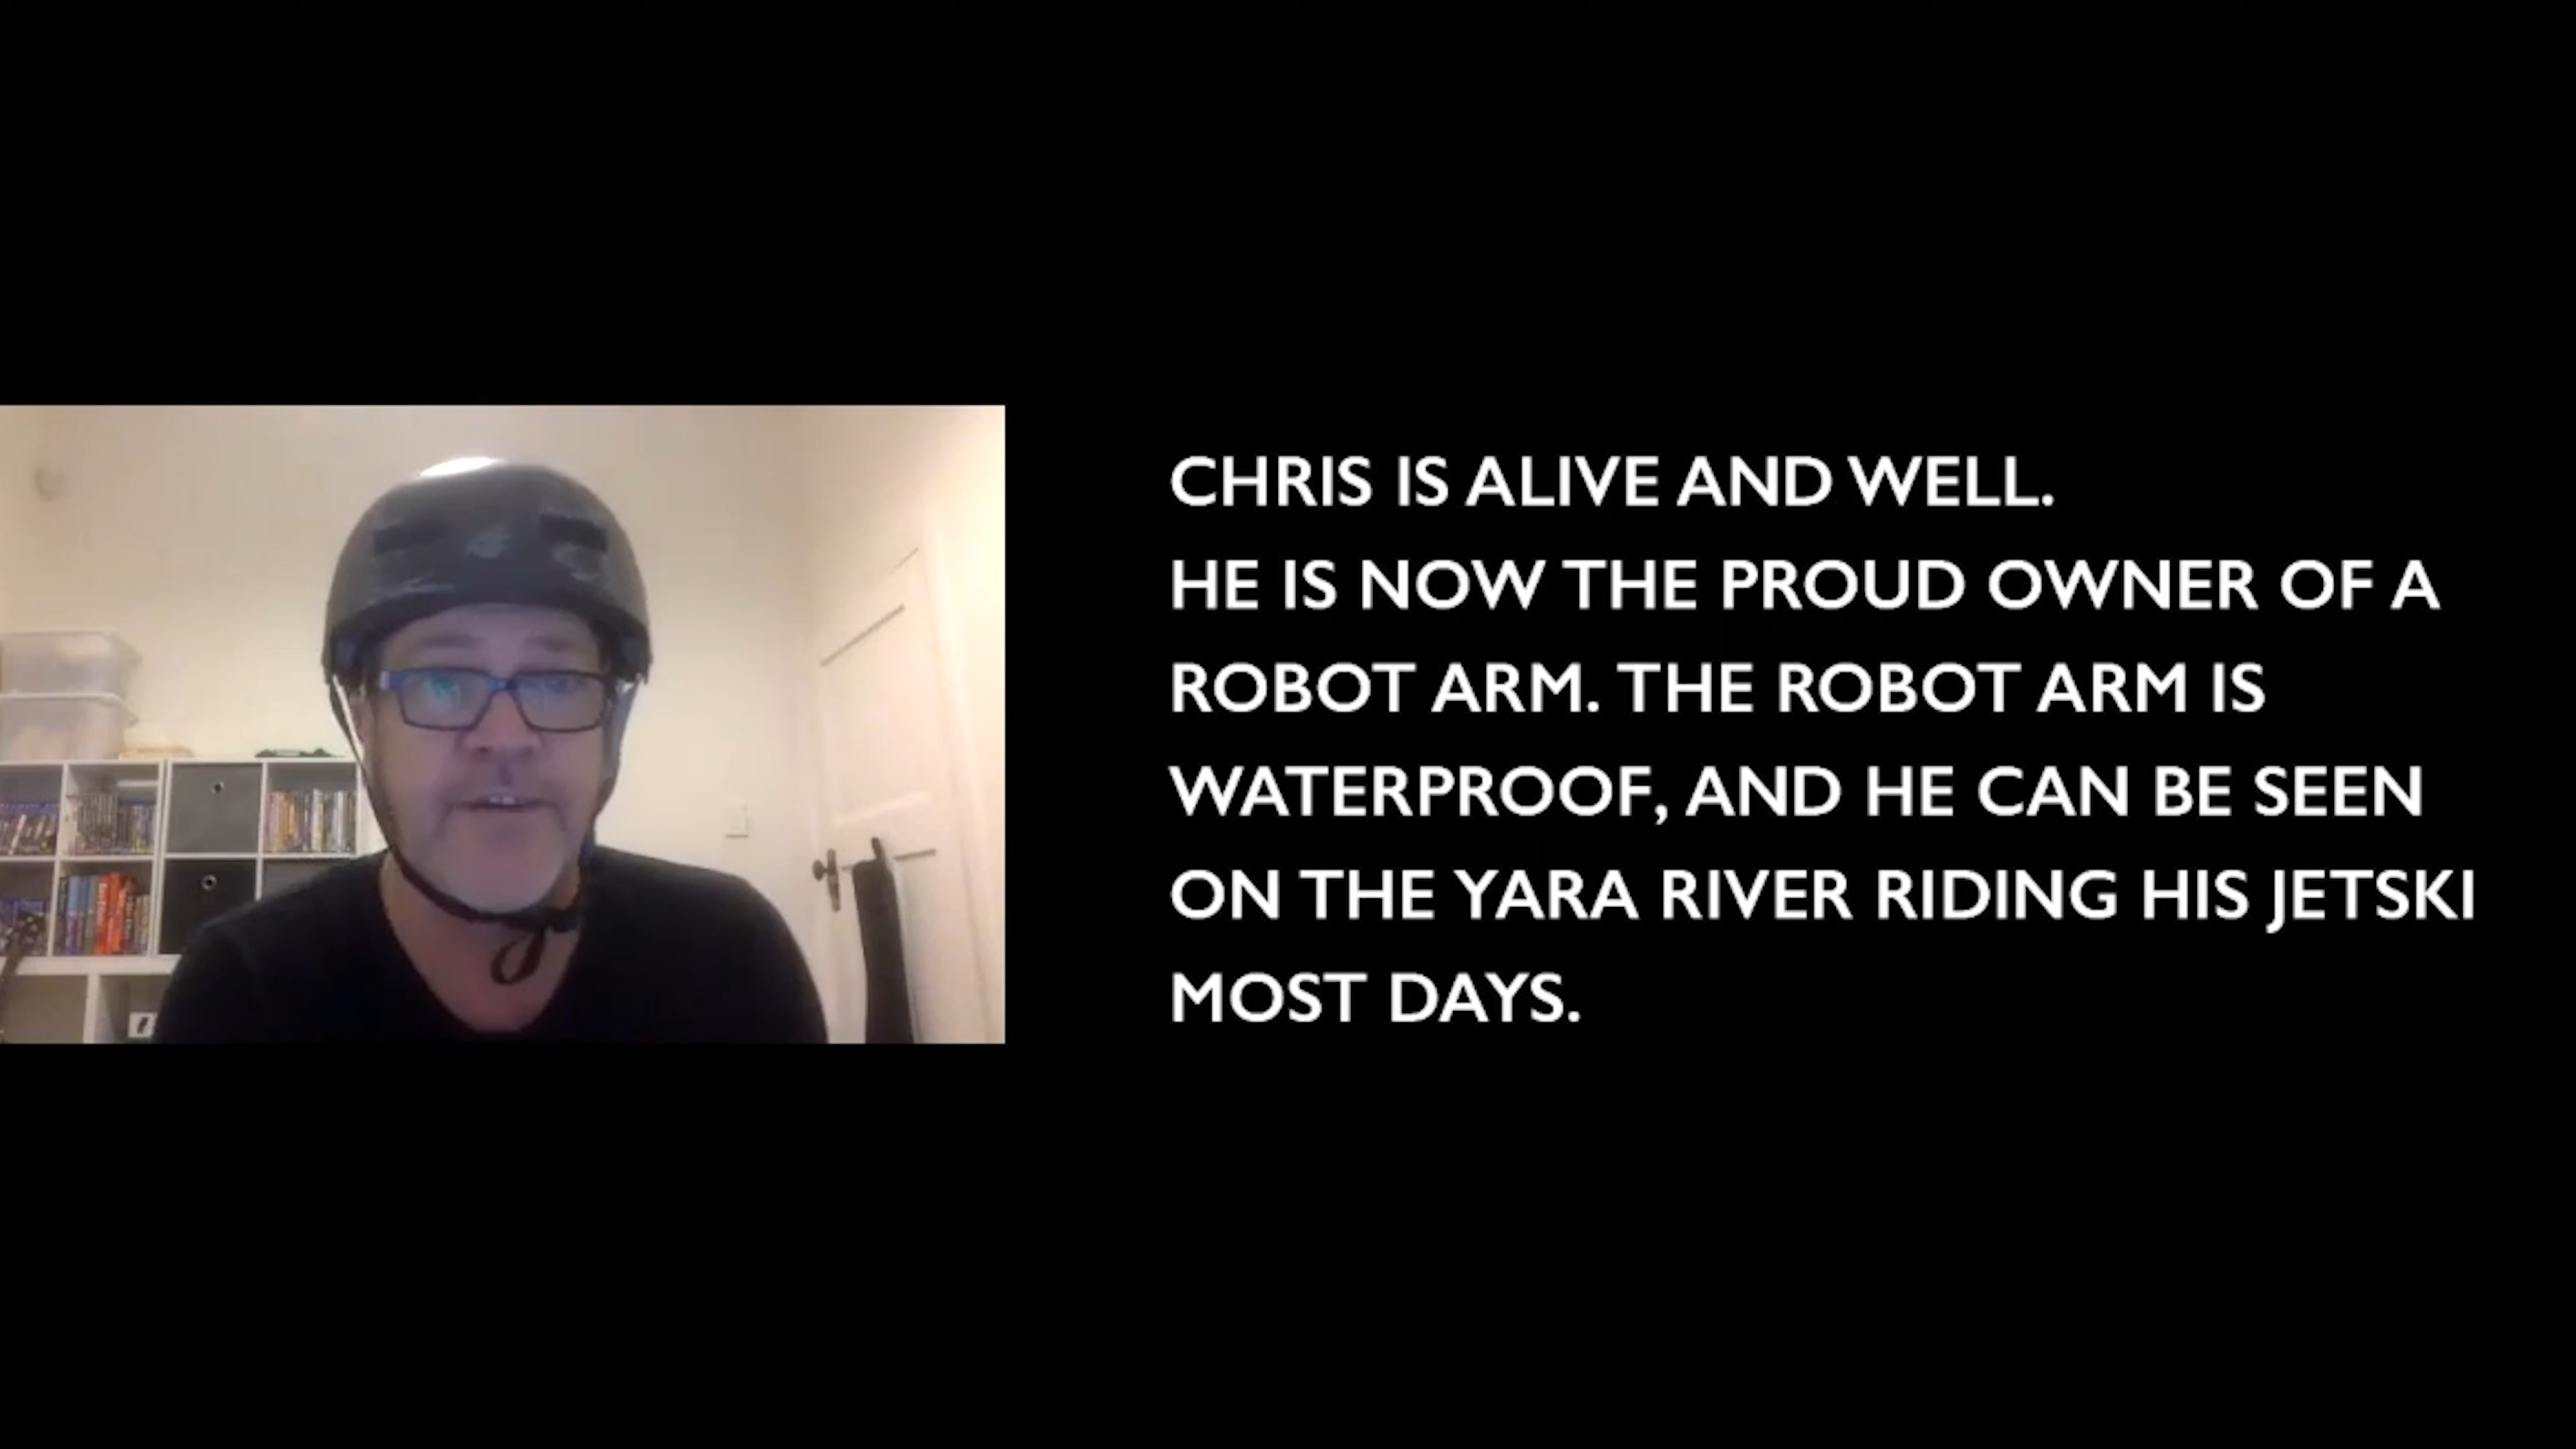 CHRIS IS ALIVE AND WELL.
HE IS NOW THE PROUD OWNER OF A
ROBOT ARM. THE ROBOT ARM IS
WATERPROOF, AND HE CAN BE SEEN
ON THE YARA RIVER RIDING HIS JETSKI
MOST DAYS.